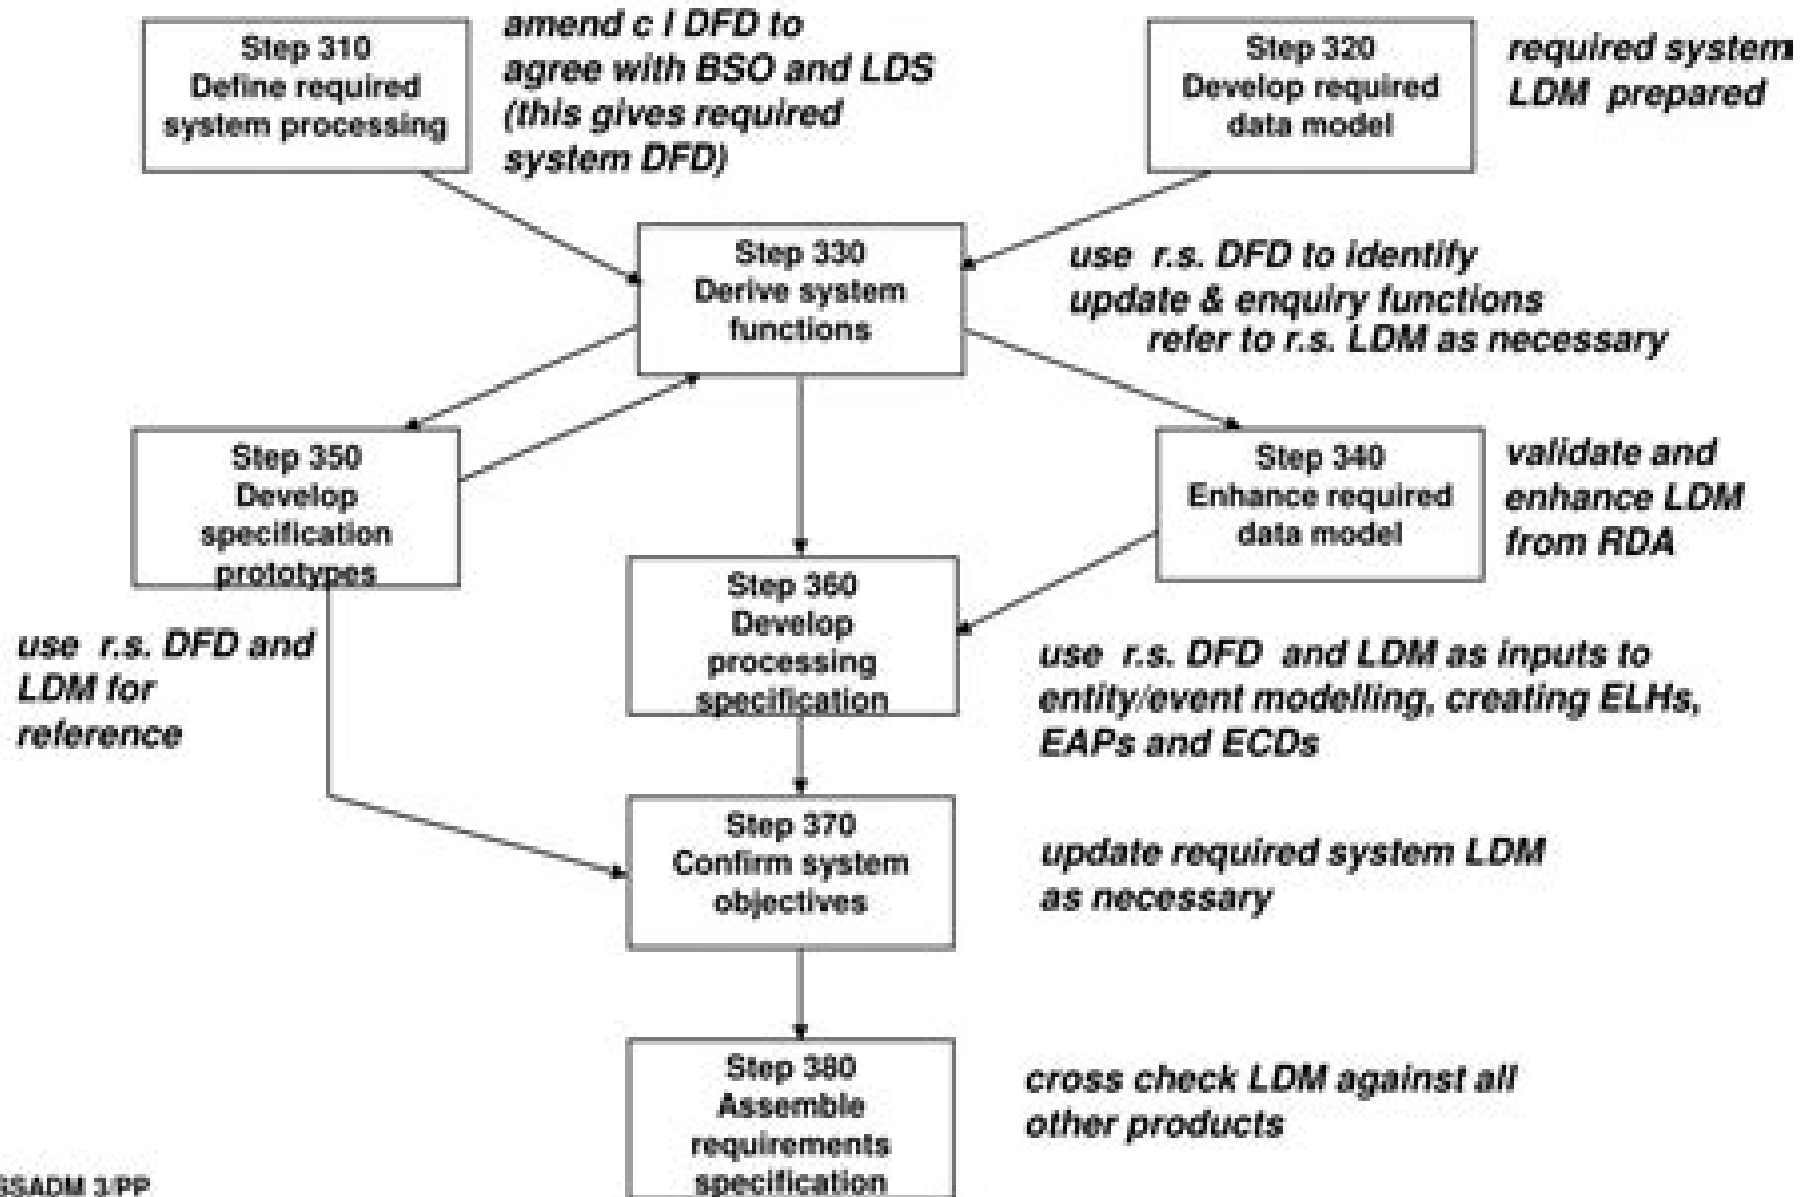 Step 310
Define required
system processing
amend c l DFD to
agree with BSO and LDS
(this gives required
system DFD)
Step 320
Develop required
data model
required system
LDM prepared
Step 330
Derive system
functions
use r.s. DFD to identify
update & enquiry functions
refer to r.s. LDM as necessary
Step 350
Develop
specification
prototypes
Step 340
Enhance required
data model
validate and
enhance LDM
from RDA
use r.s. DFD and
LDM for
reference
Step 360
Develop
processing
specification
use r.s. DFD and LDM as inputs to
entity/event modelling, creating ELHs,
EAPs and ECDs
Step 370
Confirm system
objectives
update required system LDM
as necessary
Step 380
Assemble
requirements
specification
cross check LDM against all
other products
SSADM 3/PP